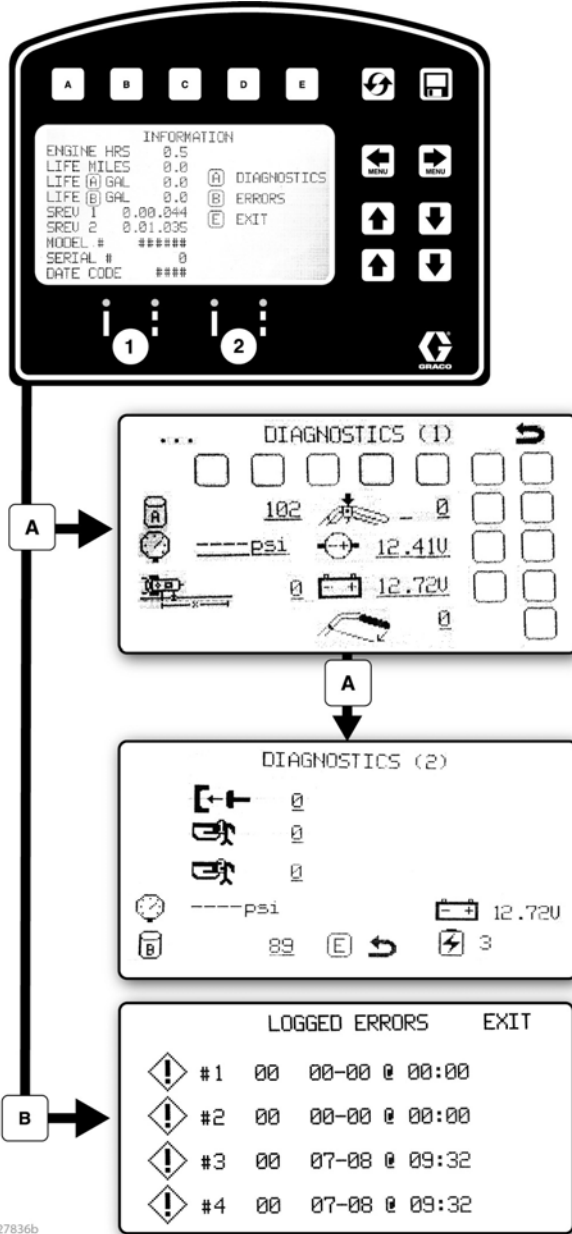 A B C D E
INFORMATION
ENGINE HRS 0.5
LIFE MILES 0.0
LIFE A GAL 0.0
LIFE B GAL 0.0
SREV 1 0.00.044
SREV 2 0.01.035
MODEL # ######
SERIAL # 0
DATE CODE ####
A DIAGNOSTICS
B ERRORS
E EXIT
MENU MENU
1 2
GRACO
A
... DIAGNOSTICS (1)
A 102 _ 0
----psi -+ 12.41V
0 - + 12.72V
0
A
DIAGNOSTICS (2)
0
1 0
2 0
----psi - + 12.72V
B 89 E 3
B
LOGGED ERRORS EXIT
! #1 00 00-00 @ 00:00
! #2 00 00-00 @ 00:00
! #3 00 07-08 @ 09:32
! #4 00 07-08 @ 09:32
27836b